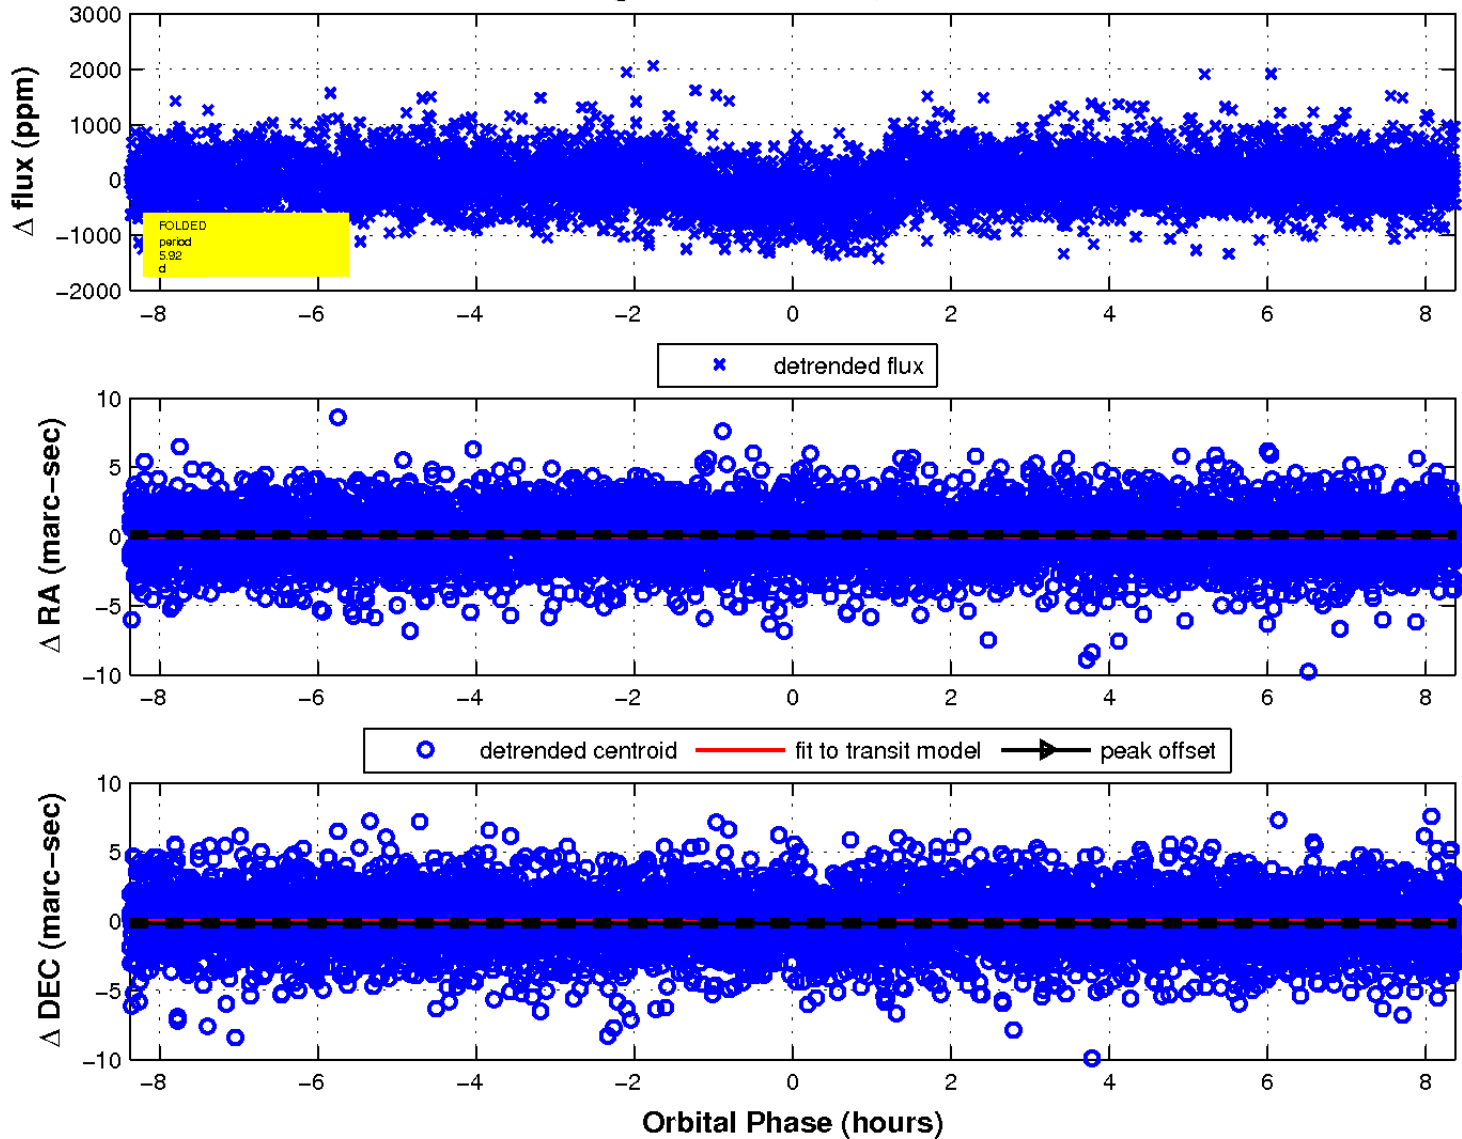 3000
2000
1000
0
−1000
−2000
Δ flux (ppm)
FOLDED
period
5.92
d
−8 −6 −4 −2 0 2 4 6 8
detrended flux
10
5
0
−5
−10
Δ RA (marc−sec)
−8 −6 −4 −2 0 2 4 6 8
detrended centroid fit to transit model peak offset
10
5
0
−5
−10
Δ DEC (marc−sec)
−8 −6 −4 −2 0 2 4 6 8
Orbital Phase (hours)